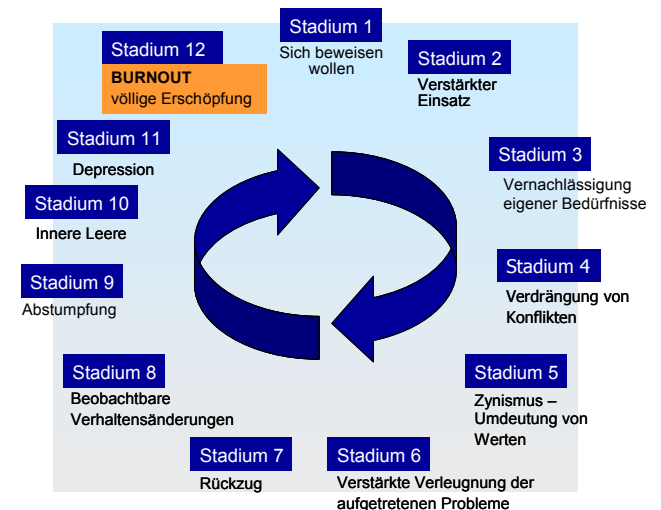 Stadium 1
Sich beweisen
wollen
Stadium 2
Verstärkter
Einsatz
Stadium 3
Vernachlässigung
eigener Bedürfnisse
Stadium 4
Verdrängung von
Konflikten
Stadium 5
Zynismus –
Umdeutung von
Werten
Stadium 6
Verstärkte Verleugnung der
aufgetretenen Probleme
Stadium 7
Rückzug
Stadium 8
Beobachtbare
Verhaltensänderungen
Stadium 9
Abstumpfung
Stadium 10
Innere Leere
Stadium 11
Depression
Stadium 12
BURNOUT
völlige Erschöpfung